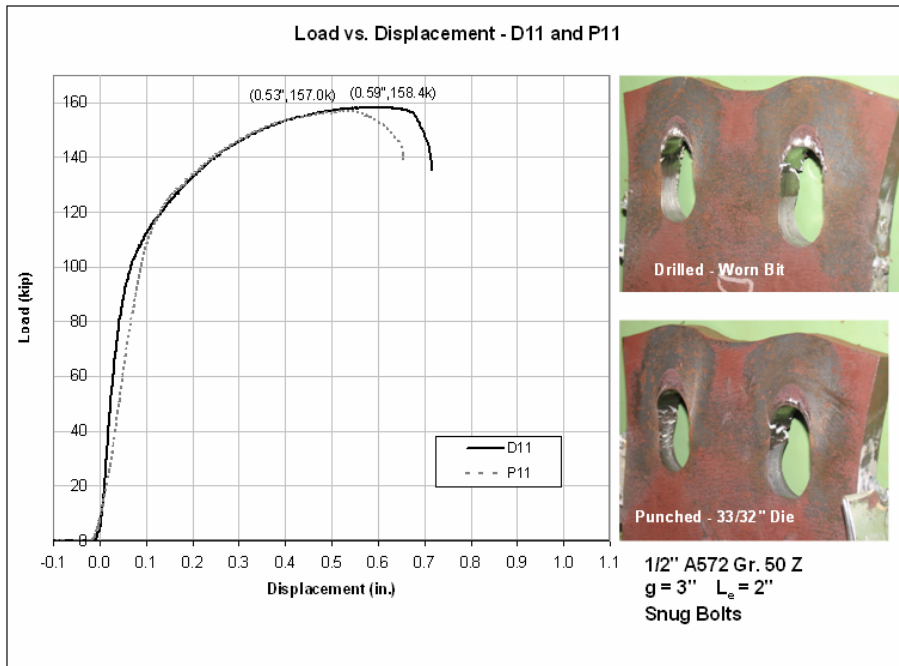 Load vs. Displacement - D11 and P11
(0.53",157.0k) (0.59",158.4k)
160
140
120
100
80
60
40
20
0
Load (kip)
-0.1 0.0 0.1 0.2 0.3 0.4 0.5 0.6 0.7 0.8 0.9 1.0 1.1
Displacement (in.)
D11
P11
Drilled - Worn Bit
Punched - 33/32" Die
1/2" A572 Gr. 50 Z
g = 3" Lₑ = 2"
Snug Bolts